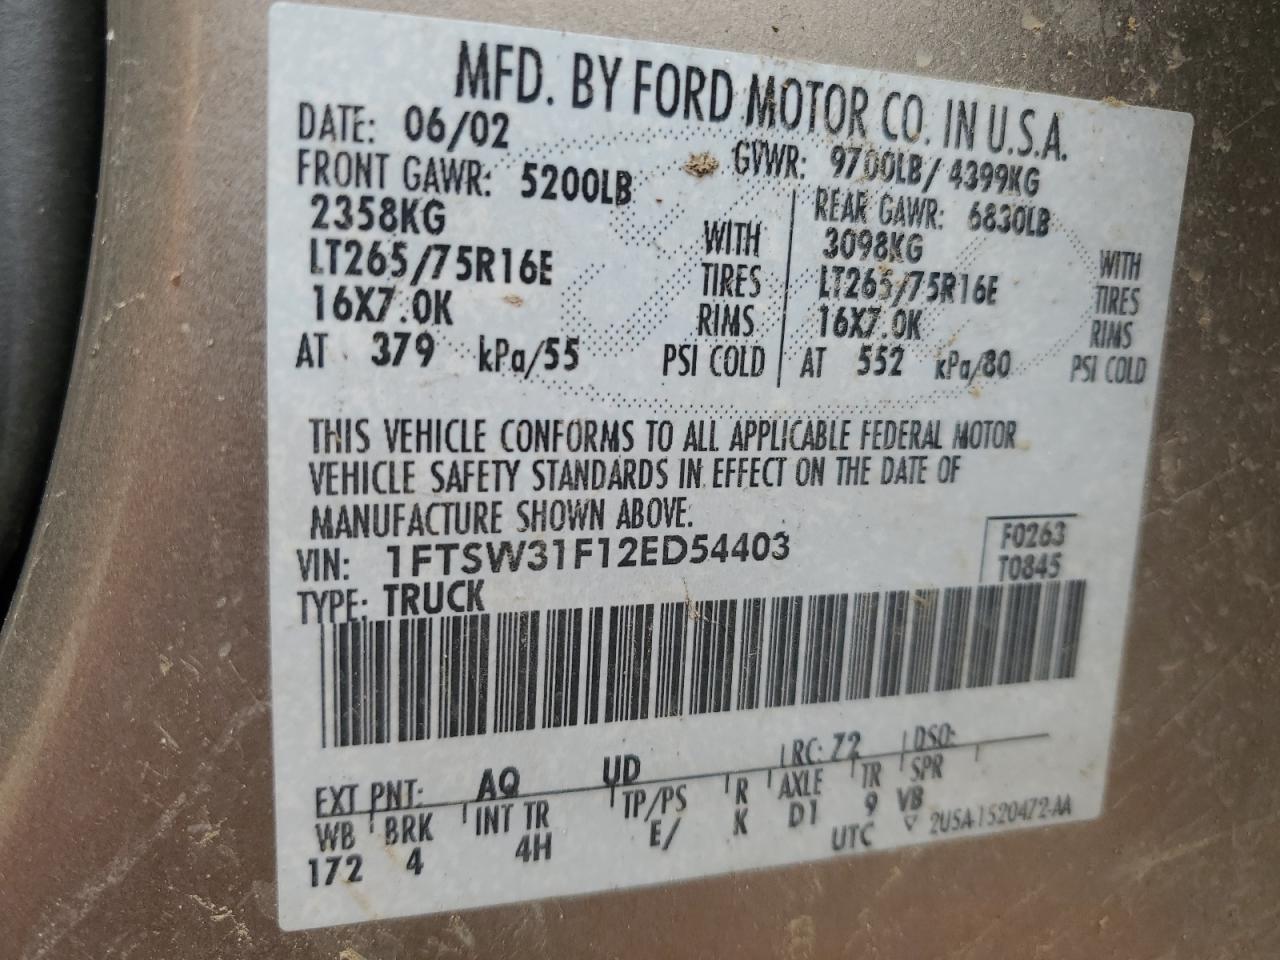 MFD. BY FORD MOTOR CO. IN U.S.A.
DATE: 06/02 GVWR: 9700LB/4399KG
FRONT GAWR: 5200LB REAR GAWR: 6830LB
2358KG WITH 3098KG WITH
LT265/75R16E TIRES LT265/75R16E TIRES
16X7.0K RIMS 16X7.0K RIMS
AT 379 kPa/55 PSI COLD AT 552 kPa/80 PSI COLD
THIS VEHICLE CONFORMS TO ALL APPLICABLE FEDERAL MOTOR
VEHICLE SAFETY STANDARDS IN EFFECT ON THE DATE OF
MANUFACTURE SHOWN ABOVE.
VIN: 1FTSW31F12ED54403 F0263
TYPE: TRUCK T0845
EXT PNT: AQ UD RC: Z2 DSO:
WB BRK INT TR TP/PS R AXLE TR SPR
172 4 4H E/ K D1 9 VB
UTC ▽ 2USA-1520472-AA